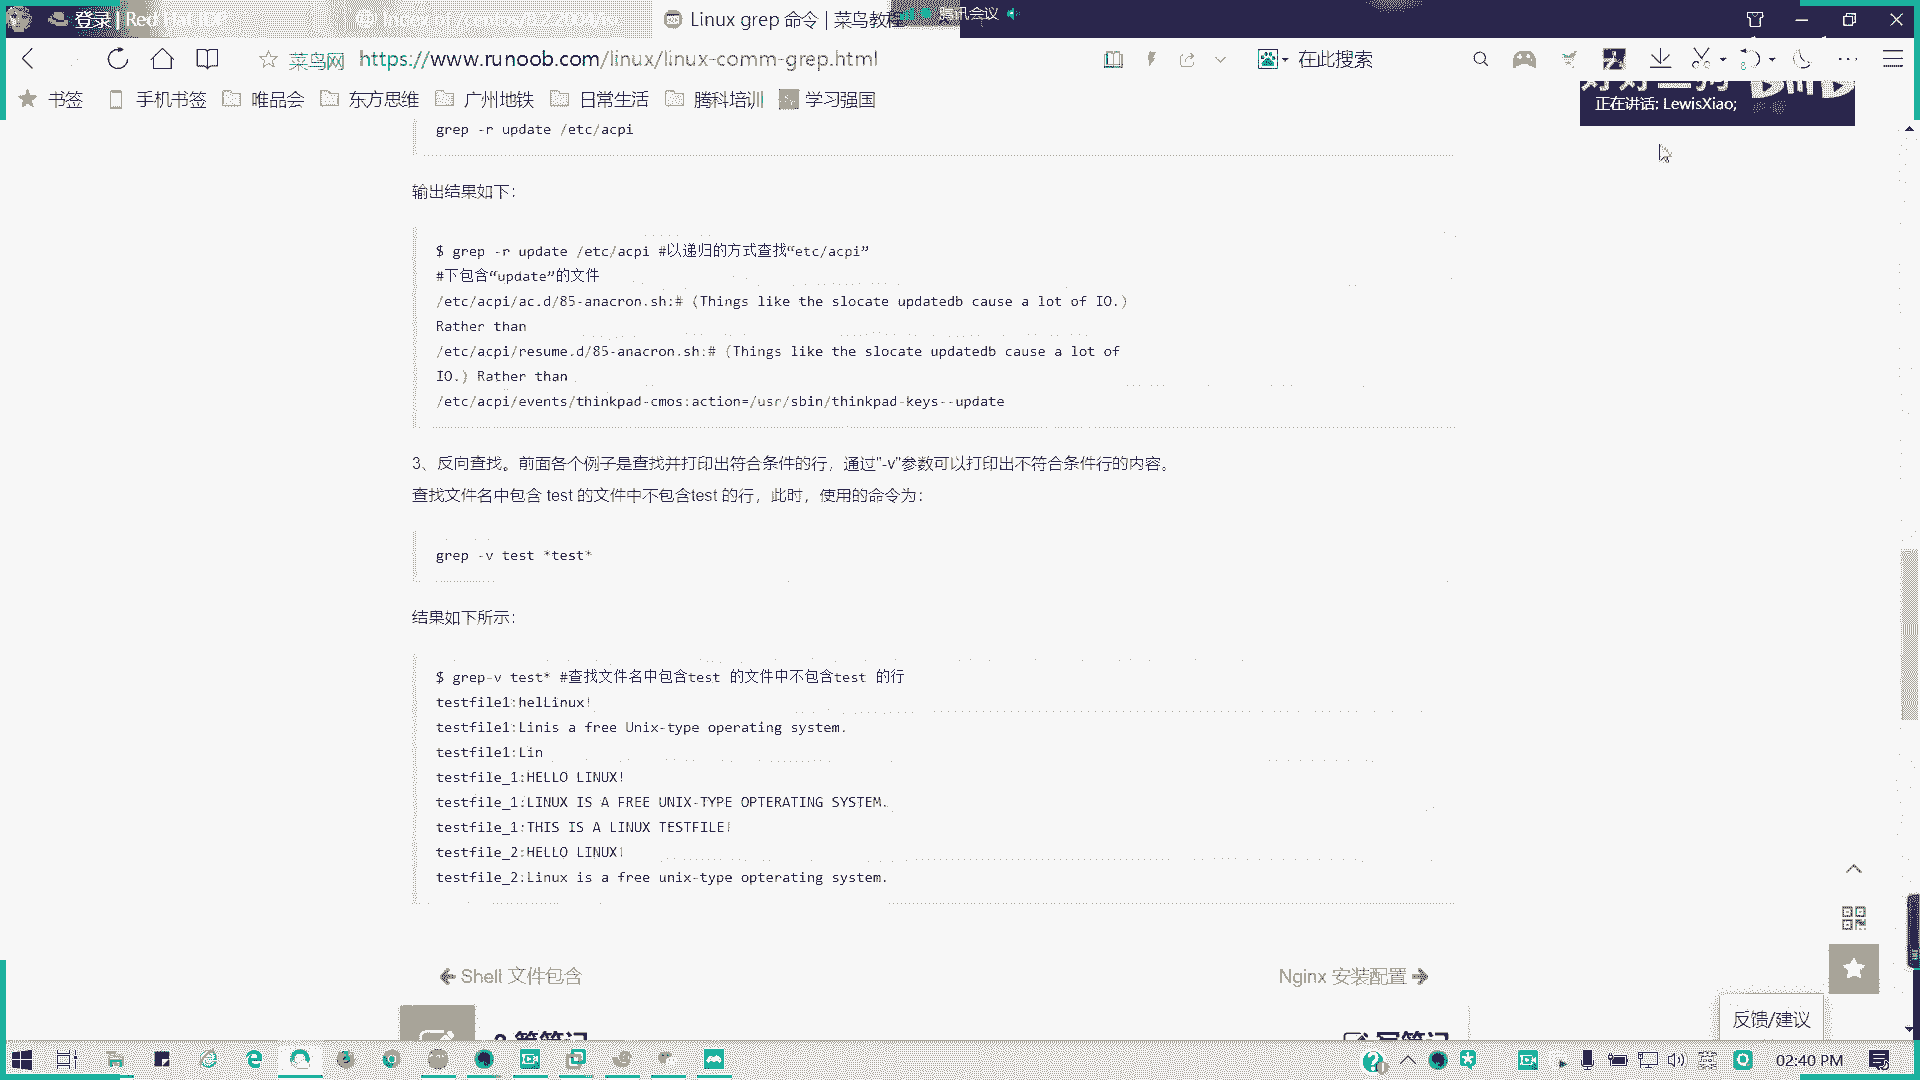 登录 | Red Hat IDP
Index of /centos/8.2.2004/is
Linux grep 命令 | 菜鸟教程
腾讯会议
菜鸟网 https://www.runoob.com/linux/linux-comm-grep.html
在此搜索
书签 手机书签 唯品会 东方思维 广州地铁 日常生活 腾科培训 学习强国
正在讲话: LewisXiao;
grep -r update /etc/acpi
输出结果如下：
$ grep -r update /etc/acpi #以递归的方式查找“etc/acpi”
#下包含“update”的文件
/etc/acpi/ac.d/85-anacron.sh:# (Things like the slocate updatedb cause a lot of IO.)
Rather than
/etc/acpi/resume.d/85-anacron.sh:# (Things like the slocate updatedb cause a lot of
IO.) Rather than
/etc/acpi/events/thinkpad-cmos:action=/usr/sbin/thinkpad-keys--update
3、反向查找。前面各个例子是查找并打印出符合条件的行，通过"-v"参数可以打印出不符合条件行的内容。
查找文件名中包含 test 的文件中不包含test 的行，此时，使用的命令为：
grep -v test *test*
结果如下所示：
$ grep-v test* #查找文件名中包含test 的文件中不包含test 的行
testfile1:helLinux!
testfile1:Linis a free Unix-type operating system.
testfile1:Lin
testfile_1:HELLO LINUX!
testfile_1:LINUX IS A FREE UNIX-TYPE OPTERATING SYSTEM.
testfile_1:THIS IS A LINUX TESTFILE!
testfile_2:HELLO LINUX!
testfile_2:Linux is a free unix-type opterating system.
Shell 文件包含
Nginx 安装配置
反馈/建议
02:40 PM